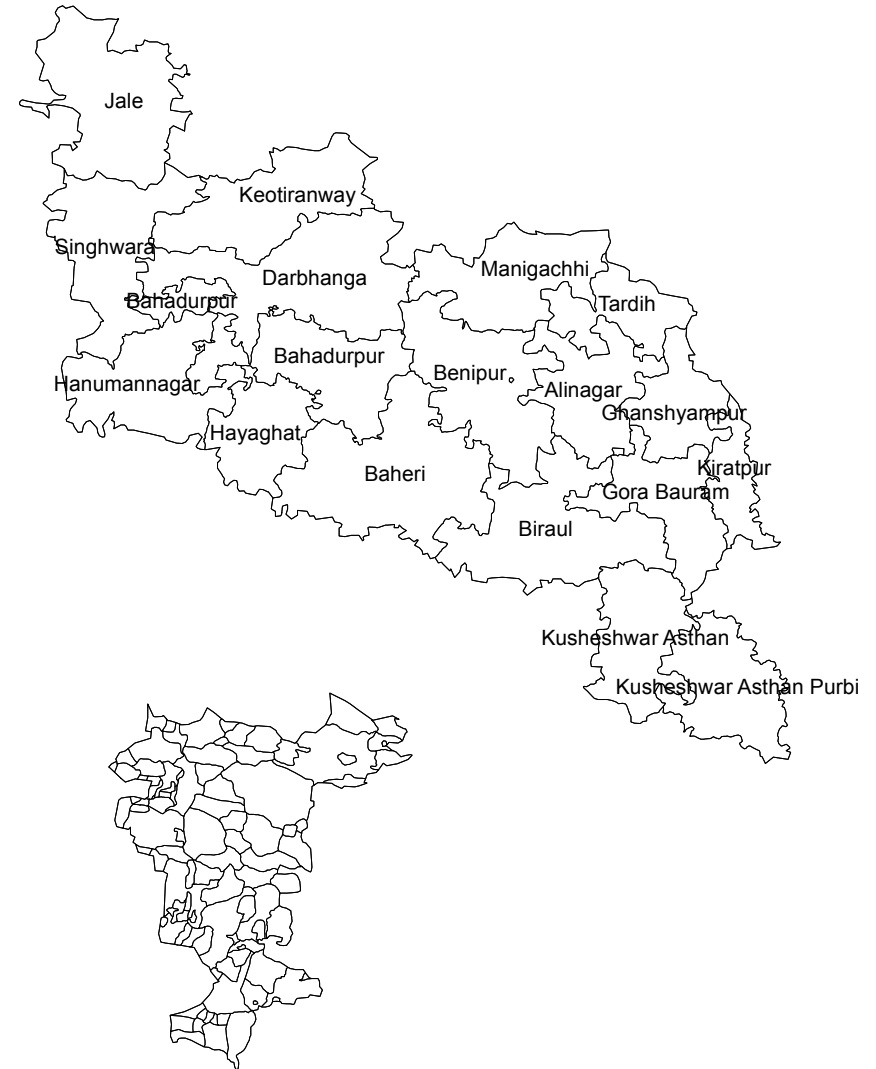 Jale
Keotiranway
Singhwara
Manigachhi
Darbhanga
Bahadurpur
Tardih
Bahadurpur
Benipur
Hanumannagar
Alinagar
Ghanshyampur
Hayaghat
Kiratpur
Baheri
Gora Bauram
Biraul
Kusheshwar Asthan
Kusheshwar Asthan Purbi